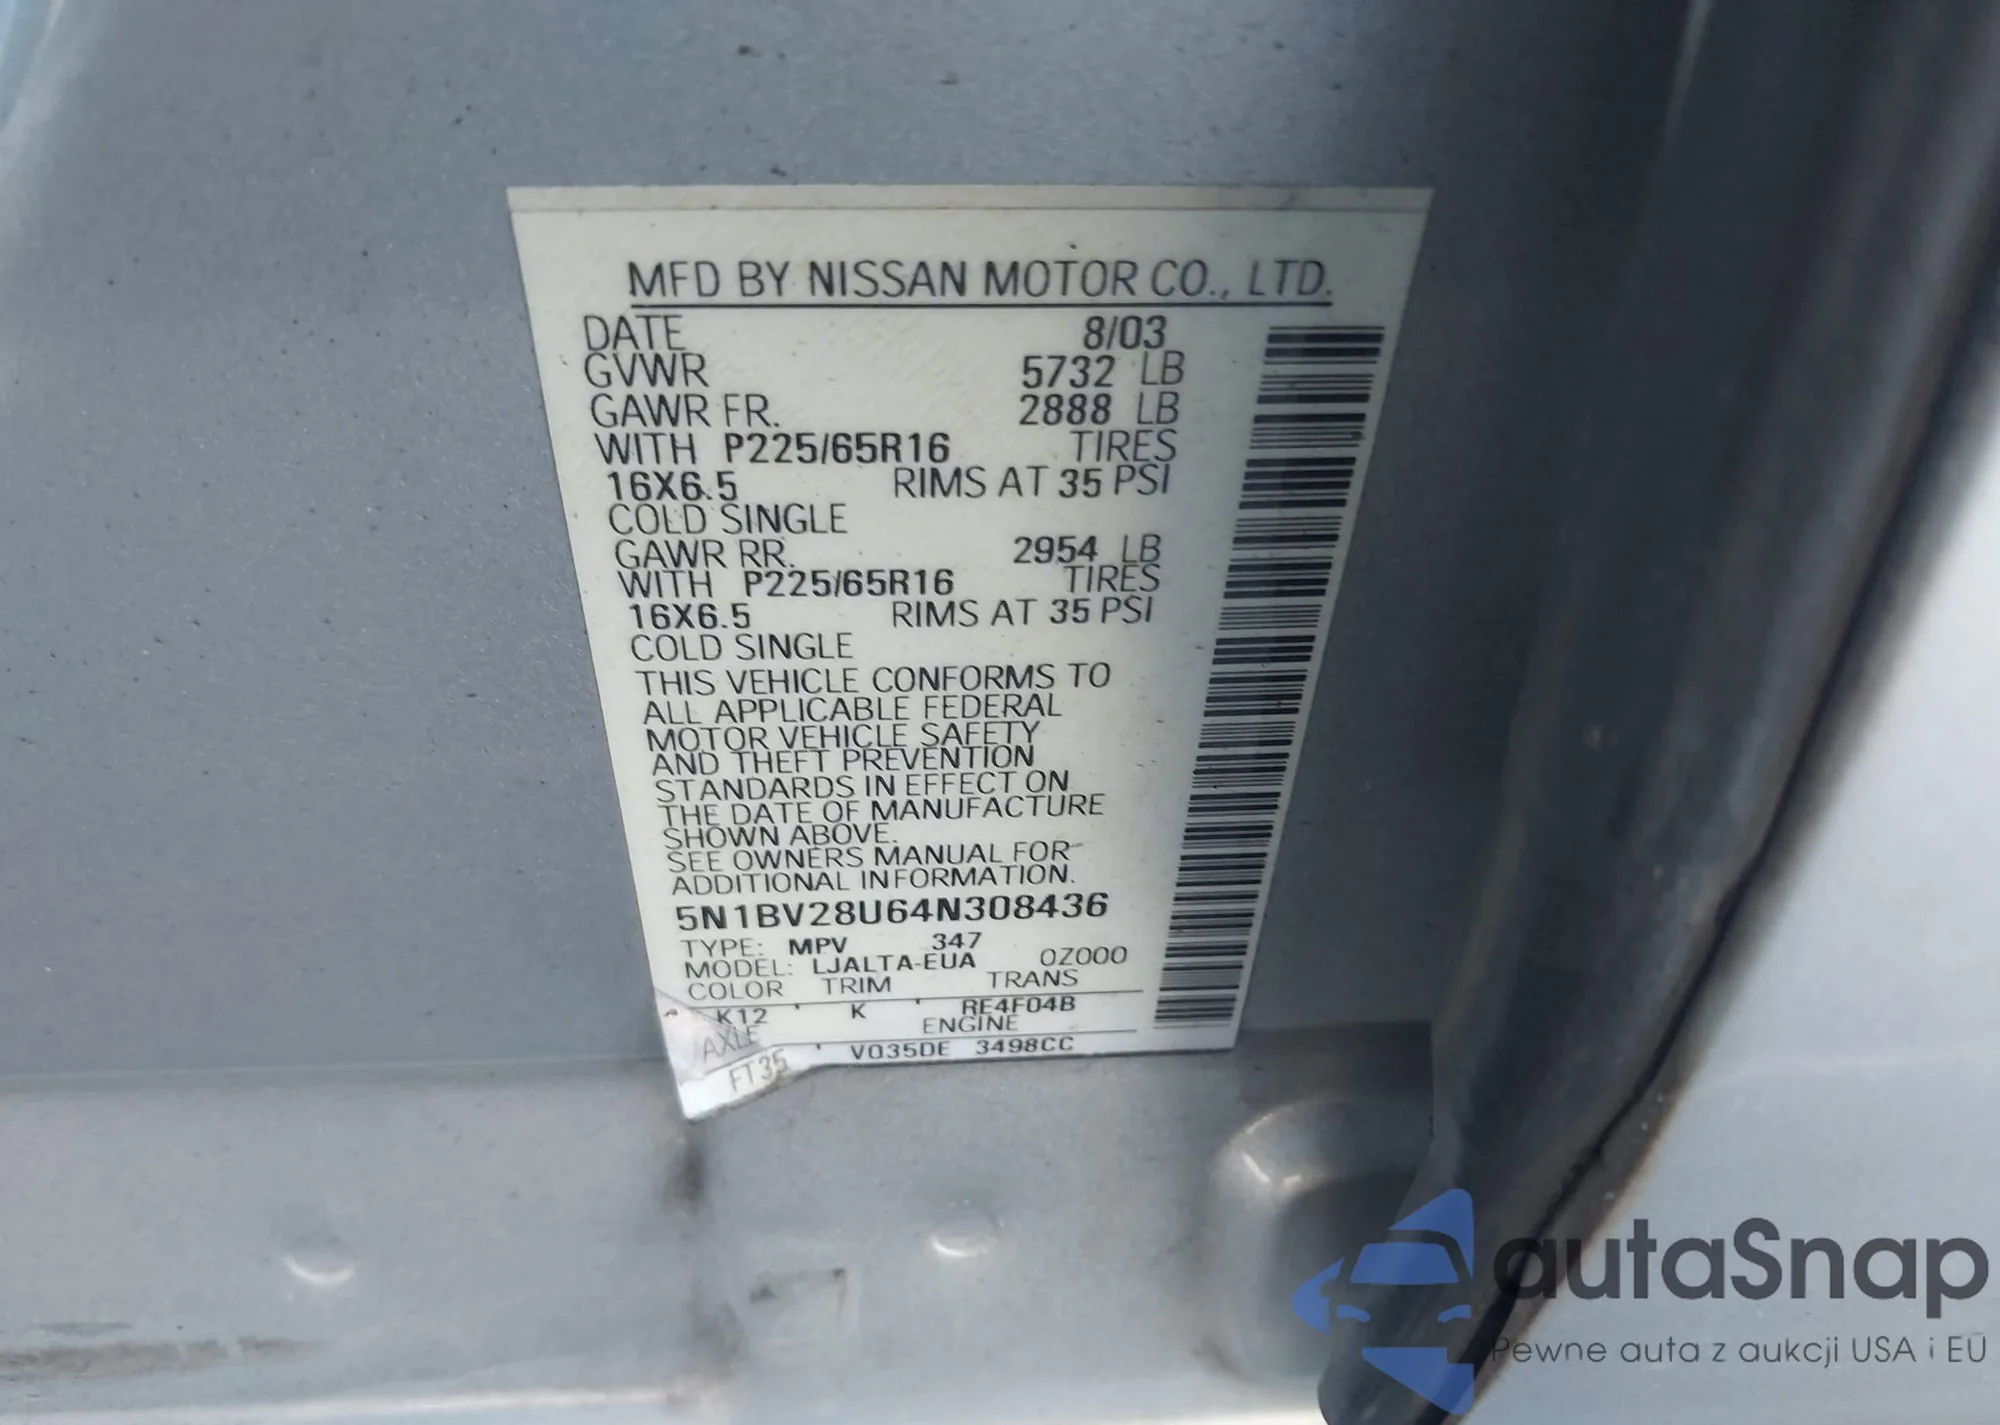 MFD BY NISSAN MOTOR CO., LTD.
DATE 8/03
GVWR 5732 LB
GAWR FR. 2888 LB
WITH P225/65R16 TIRES
16X6.5 RIMS AT 35 PSI
COLD SINGLE
GAWR RR. 2954 LB
WITH P225/65R16 TIRES
16X6.5 RIMS AT 35 PSI
COLD SINGLE
THIS VEHICLE CONFORMS TO
ALL APPLICABLE FEDERAL
MOTOR VEHICLE SAFETY
AND THEFT PREVENTION
STANDARDS IN EFFECT ON
THE DATE OF MANUFACTURE
SHOWN ABOVE.
SEE OWNERS MANUAL FOR
ADDITIONAL INFORMATION.
5N1BV28U64N308436
TYPE: MPV 347
MODEL: LJALTA-EUA 0Z000
COLOR TRIM TRANS
K12 K RE4F04B
AXLE ENGINE
FT35 VQ35DE 3498CC
autaSnap
Pewne auta z aukcji USA i EU